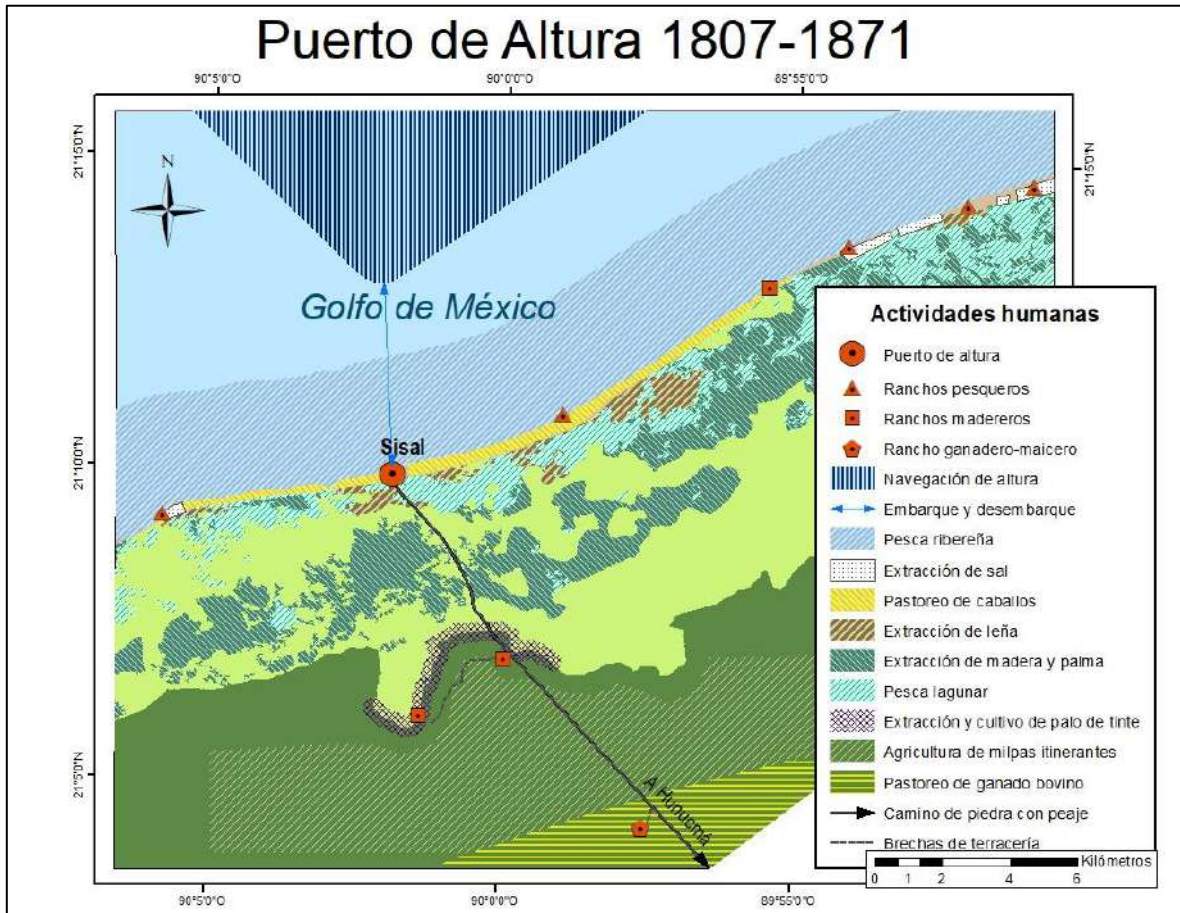 Puerto de Altura 1807-1871
90°5'0"O
90°0'0"O
89°55'0"O
21°15'0"N
21°15'0"N
N
Golfo de México
Sisal
21°10'0"N
21°5'0"N
A Hunucmá
Actividades humanas
Puerto de altura
Ranchos pesqueros
Ranchos madereros
Rancho ganadero-maicero
Navegación de altura
Embarque y desembarque
Pesca ribereña
Extracción de sal
Pastoreo de caballos
Extracción de leña
Extracción de madera y palma
Pesca lagunar
Extracción y cultivo de palo de tinte
Agricultura de milpas itinerantes
Pastoreo de ganado bovino
Camino de piedra con peaje
Brechas de terracería
Kilómetros
0 1 2 4 6
90°5'0"O
90°0'0"O
89°55'0"O